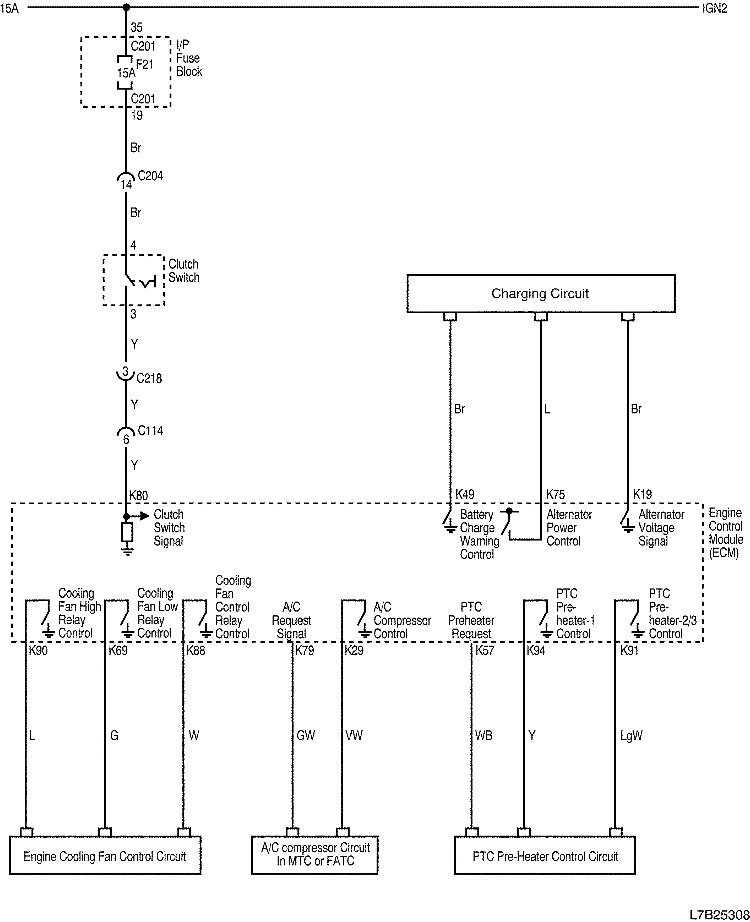 15A
IGN2
35
C201
I/P
Fuse
Block
F21
15A
C201
19
Br
C204
14
Br
4
Clutch
Switch
3
Y
3
C218
Y
C114
6
Y
K80
Clutch
Switch
Signal
Charging Circuit
Br
L
Br
K49
K75
K19
Battery
Charge
Warning
Control
Alternator
Power
Control
Alternator
Voltage
Signal
Engine
Control
Module
(ECM)
Cooling
Fan High
Relay
Control
Cooling
Fan Low
Relay
Control
Cooling
Fan
Control
Relay
Control
A/C
Request
Signal
A/C
Compressor
Control
PTC
Preheater
Request
PTC
Pre-
heater-1
Control
PTC
Pre-
heater-2/3
Control
K90
K69
K88
K79
K29
K57
K94
K91
L
G
W
GW
VW
WB
Y
LgW
Engine Cooling Fan Control Circuit
A/C compressor Circuit
In MTC or FATC
PTC Pre-Heater Control Circuit
L7B25308